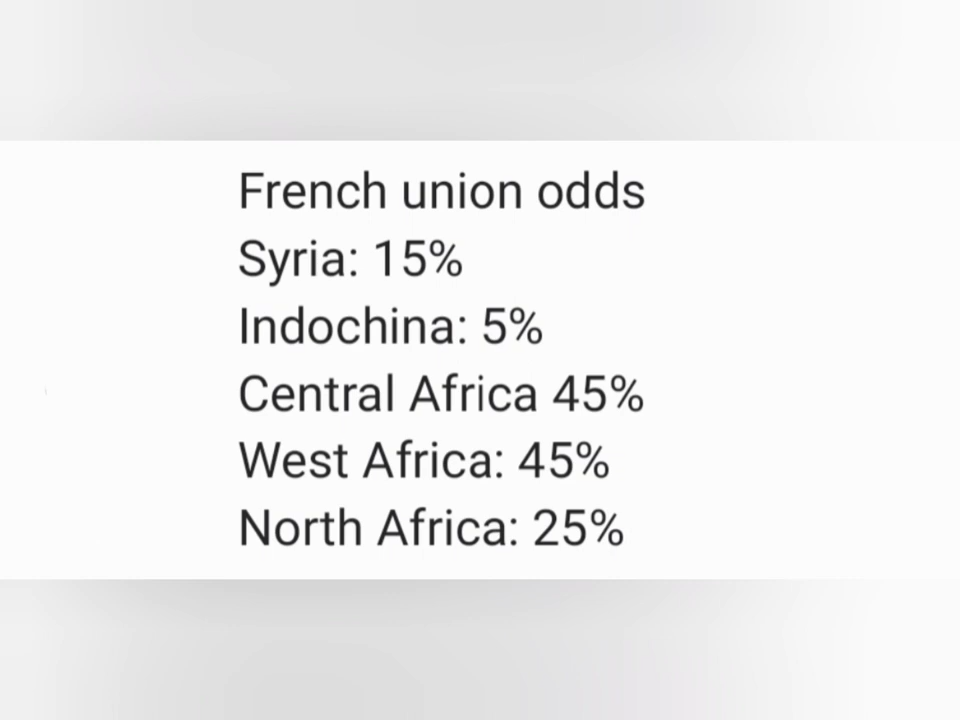 French union odds
Syria: 15%
Indochina: 5%
Central Africa 45%
West Africa: 45%
North Africa: 25%